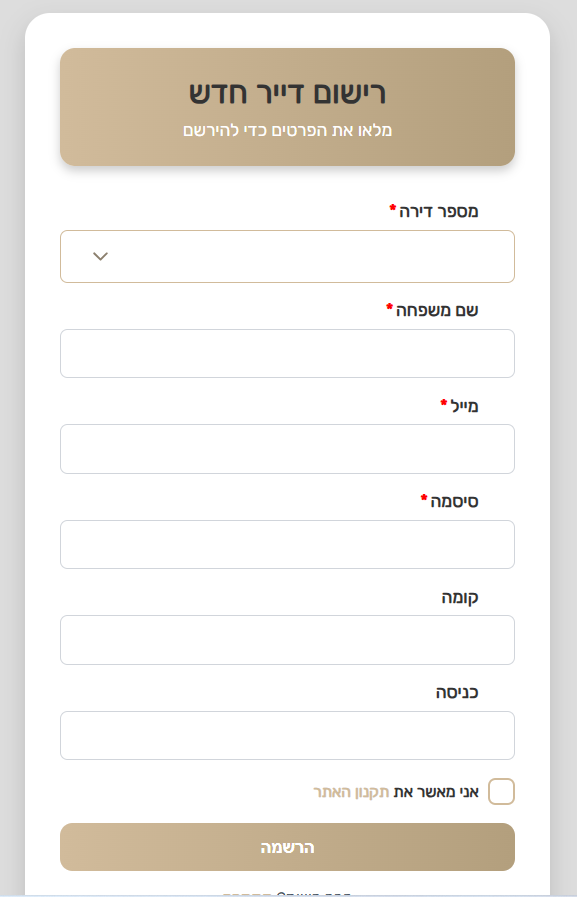 רישום דייר חדש
מלאו את הפרטים כדי להירשם
מספר דירה *
שם משפחה *
מייל *
סיסמה *
קומה
כניסה
אני מאשר את תקנון האתר
הרשמה